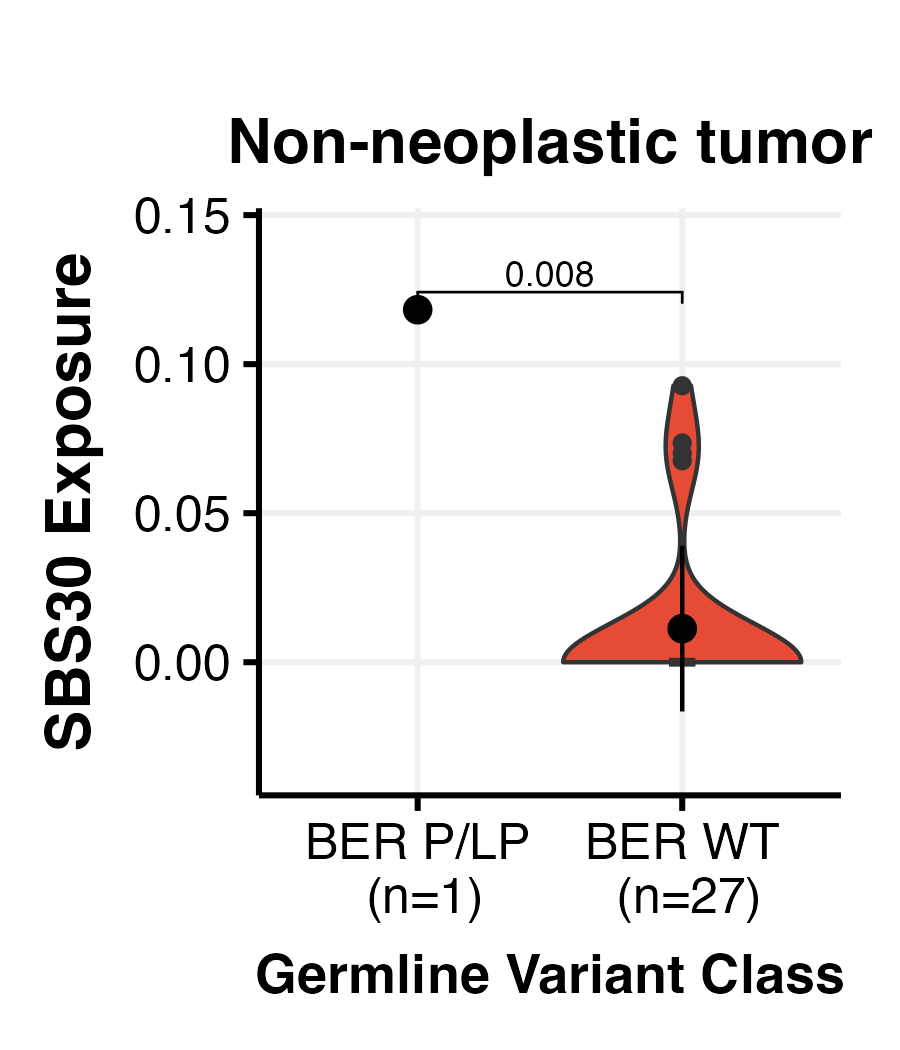 Non-neoplastic tumor
0.15
0.008
0.10
0.05
0.00
SBS30 Exposure
BER P/LP
(n=1)
BER WT
(n=27)
Germline Variant Class